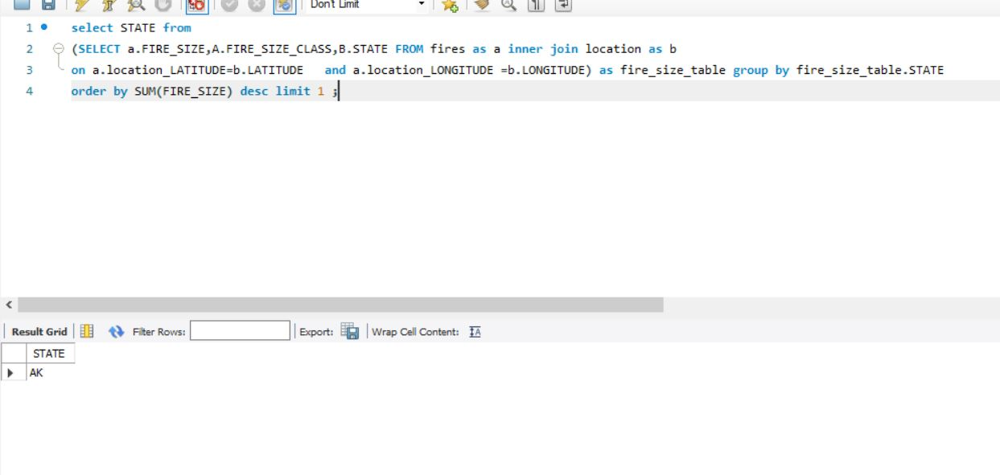 Don't Limit
1 select STATE from
2 (SELECT a.FIRE_SIZE,A.FIRE_SIZE_CLASS,B.STATE FROM fires as a inner join location as b
3 on a.location_LATITUDE=b.LATITUDE and a.location_LONGITUDE =b.LONGITUDE) as fire_size_table group by fire_size_table.STATE
4 order by SUM(FIRE_SIZE) desc limit 1 ;
Result Grid Filter Rows: Export: Wrap Cell Content: IA
STATE
AK